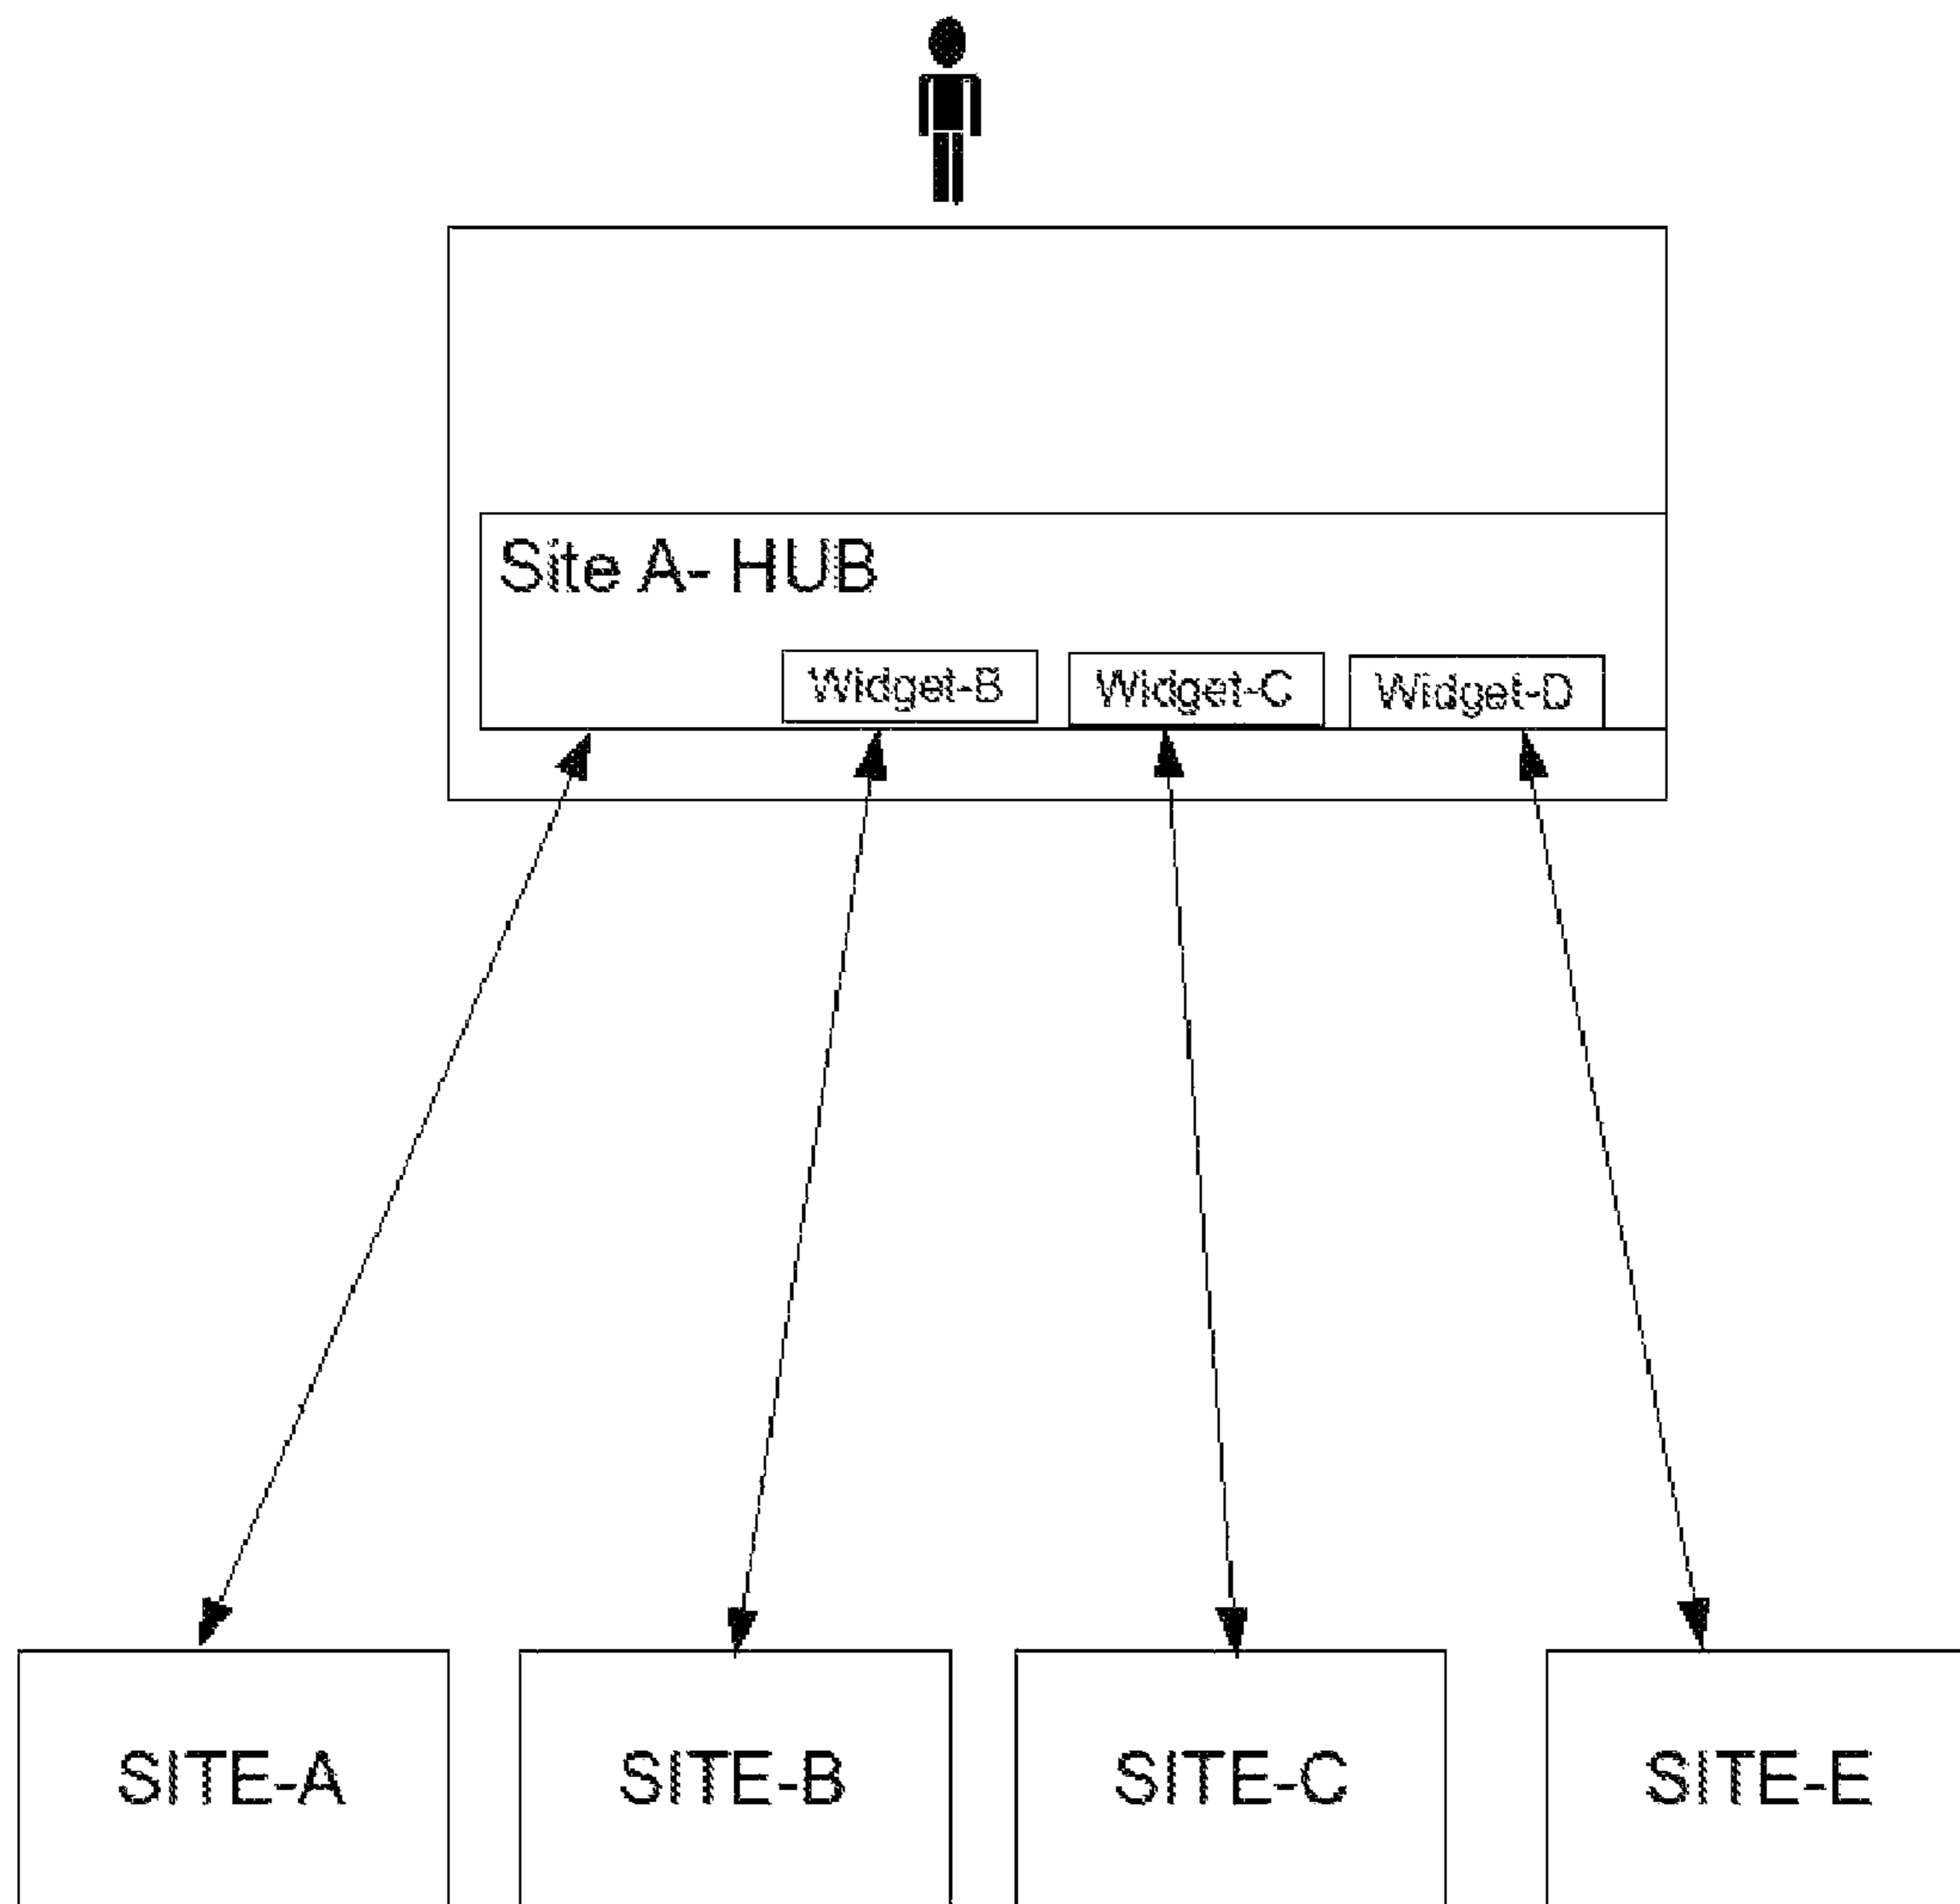 Site A- HUB
Widget-B
Widget-C
Widget-D
SITE-A
SITE-B
SITE-C
SITE-E